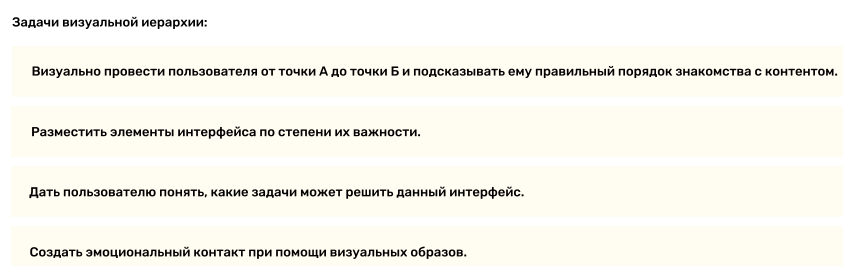 Задачи визуальной иерархии:
Визуально провести пользователя от точки А до точки Б и подсказывать ему правильный порядок знакомства с контентом.
Разместить элементы интерфейса по степени их важности.
Дать пользователю понять, какие задачи может решить данный интерфейс.
Создать эмоциональный контакт при помощи визуальных образов.